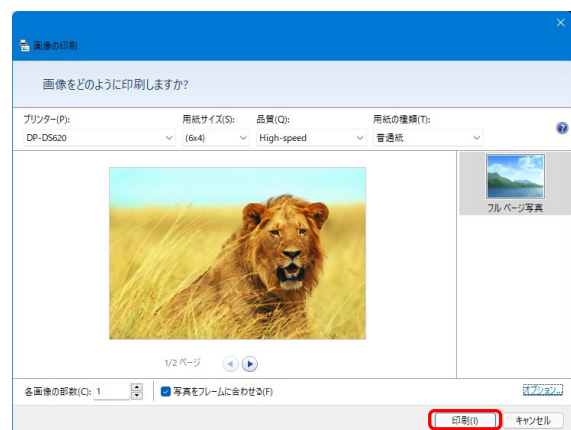 画像の印刷
画像をどのように印刷しますか?
プリンター(P): 用紙サイズ(S): 品質(Q): 用紙の種類(T):
DP-DS620 (6x4) High-speed 普通紙
フル ページ写真
1/2 ページ
各画像の部数(C): 1 写真をフレームに合わせる(F) オプション...
印刷(I) キャンセル